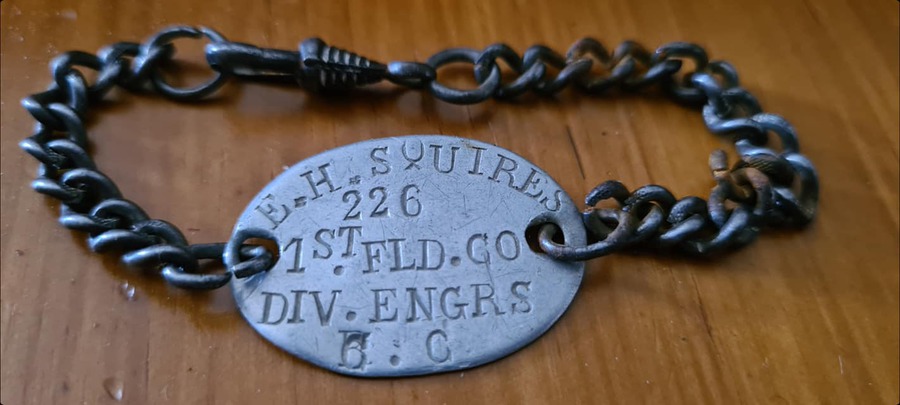 E.H.SQUIRES
226
1ST.FLD.CO
DIV.ENGRS
. C